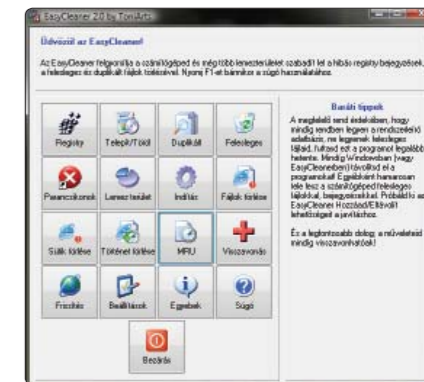 EasyCleaner 2.0 by ToniArts
Üdvözöl az EasyCleaner!
Az EasyCleaner felgyorsítja a számítógéped és még több lemezterületet szabadít fel a hibás registry bejegyzések,
a felesleges és duplikált fájlok törlésével. Nyomj F1-et bármikor a súgó használatához.
Registry
Telepít/Töröl
Duplikált
Felesleges
Parancsikonok
Lemez terület
Indítás
Fájlok törlése
Sütik törlése
Történet törlése
MRU
Visszavonás
Frissítés
Beállítások
Egyebek
Súgó
Bezárás
Baráti tippek
A megfelelő rend érdekében, hogy
mindig rendben legyen a rendszerleíró
adatbázis, ne legyenek felesleges
fájlaid, futtasd ezt a programot legalább
hetente. Mindig Windowsban (vagy
EasyCleanerben) távolítsd el a
programokat! Egyébként hamarosan
tele lesz a számítógéped felesleges
fájlokkal, bejegyzésekkel. Próbáld ki az
EasyCleaner Hozzáad/Eltávolít
lehetőségeit a javításhoz.
És a legfontosabb dolog: a műveleteid
mindig visszavonhatóak!